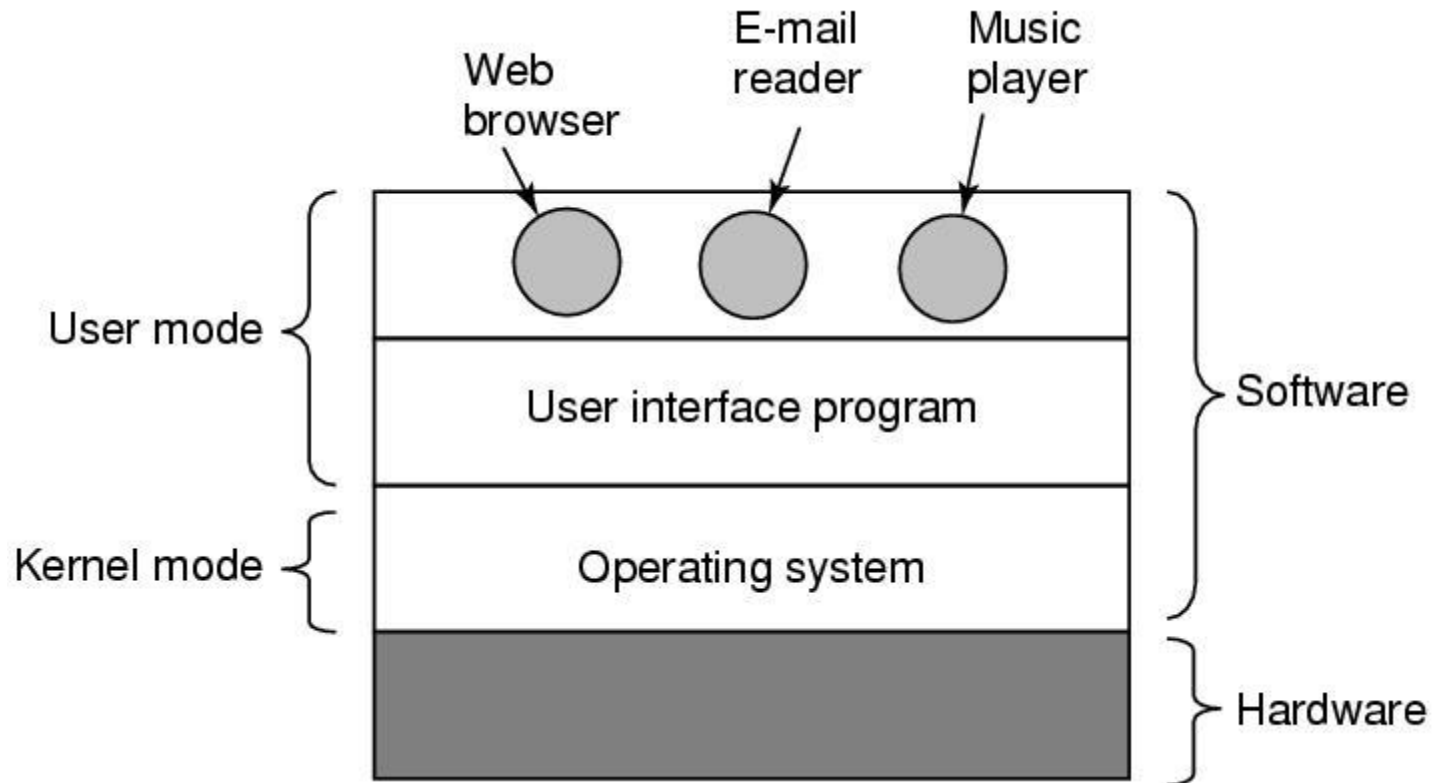 Web
browser
E-mail
reader
Music
player
User mode
User interface program
Software
Kernel mode
Operating system
Hardware